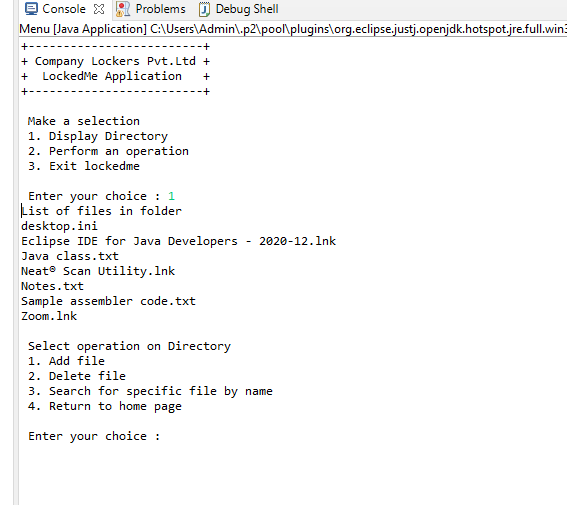 Console Problems Debug Shell
Menu [Java Application] C:\Users\Admin\.p2\pool\plugins\org.eclipse.justj.openjdk.hotspot.jre.full.win3
+------------------------+
+ Company Lockers Pvt.Ltd +
+  LockedMe Application   +
+------------------------+
Make a selection
1. Display Directory
2. Perform an operation
3. Exit lockedme
Enter your choice : 1
List of files in folder
desktop.ini
Eclipse IDE for Java Developers - 2020-12.lnk
Java class.txt
Neat® Scan Utility.lnk
Notes.txt
Sample assembler code.txt
Zoom.lnk
Select operation on Directory
1. Add file
2. Delete file
3. Search for specific file by name
4. Return to home page
Enter your choice :